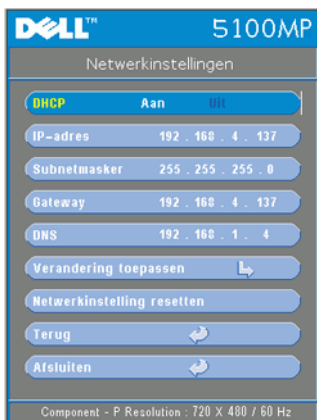 DELL™ 5100MP
Netwerkinstellingen
DHCP Aan Uit
IP-adres 192 . 168 . 4 . 137
Subnetmasker 255 . 255 . 255 . 0
Gateway 192 . 168 . 4 . 137
DNS 192 . 168 . 1 . 4
Verandering toepassen
Netwerkinstelling resetten
Terug
Afsluiten
Component - P Resolution : 720 X 480 / 60 Hz